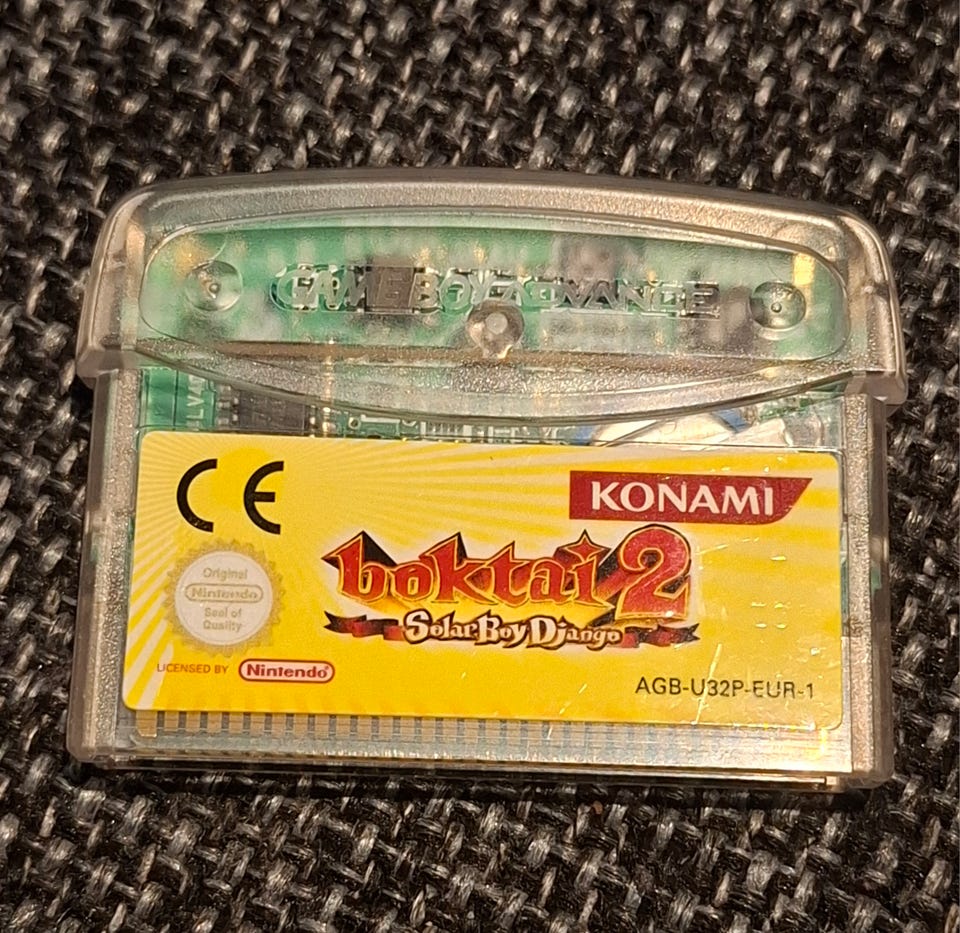 GAME BOY ADVANCE
CE
KONAMI
boktai 2
Solar Boy Django
Original
Nintendo
Seal of
Quality
LICENSED BY Nintendo
AGB-U32P-EUR-1